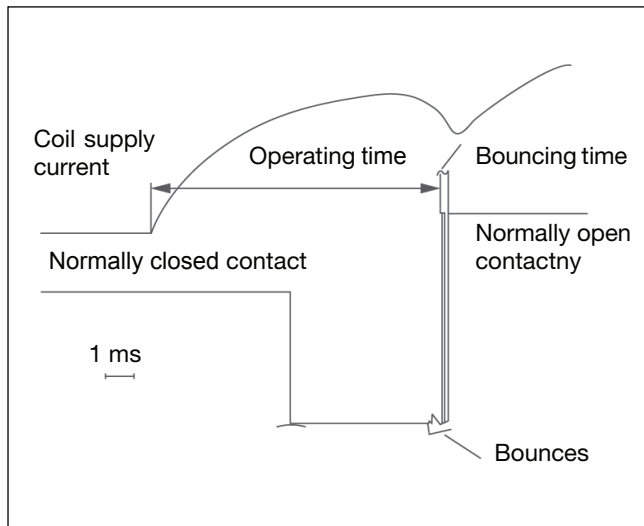 Coil supply
current
Operating time
Bouncing time
Normally closed contact
Normally open
contactny
1 ms
Bounces